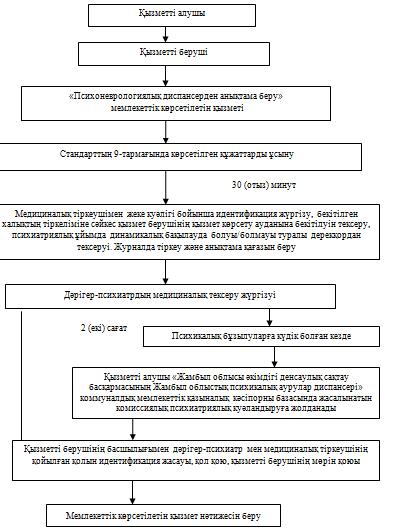 Қызметті алушы
Қызметті беруші
«Психоневрологиялық диспансерден анықтама беру»
мемлекеттік көрсетілетін қызметі
Стандарттың 9-тармағында көрсетілген құжаттарды ұсыну
30 (отыз) минут
Медициналық тіркеушімен жеке куәлігі бойынша идентификация жүргізу, бекітілген
халықтың тіркеліміне сәйкес қызмет берушінің қызмет көрсету ауданына бекітілуін тексеру,
психиатриялық ұйымда динамикалық бақылауда болуы/болмауы туралы дерекқордан
тексеруі. Журналда тіркеу және анықтама қағазын беру
Дәрігер-психиатрдың медициналық тексеру жүргізуі
2 (екі) сағат
Психикалық бұзылуларға күдік болған кезде
Қызметті алушы «Жамбыл облысы әкімдігі денсаулық сақтау
басқармасының Жамбыл облыстық психикалық аурулар диспансері»
коммуналдық мемлекеттік қазыналық кәсіпорны базасында жасалынатын
комиссиялық психиатриялық куәландыруға жолданады
Қызметті берушінің басшылығымен дәрігер-психиатр мен медициналық тіркеушінің
қойылған қолын идентификация жасауы, қол қою, қызметті берушінің мөрін қоюы
Мемлекеттік көрсетілетін қызмет нәтижесін беру